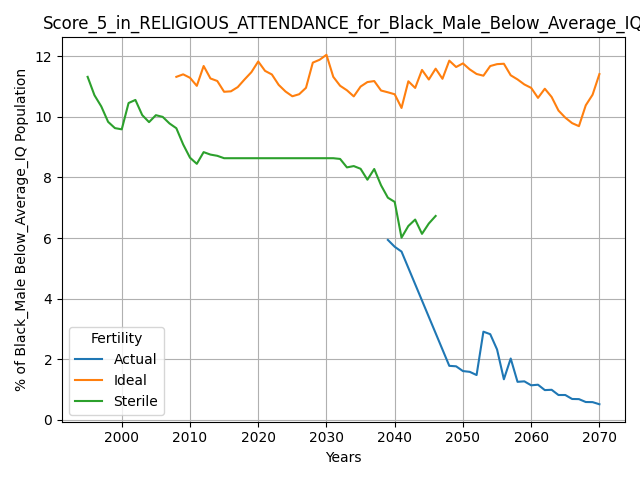 Score_5_in_RELIGIOUS_ATTENDANCE_for_Black_Male_Below_Average_IQ
% of Black_Male Below_Average_IQ Population
12
10
8
6
4
2
0
Fertility
Actual
Ideal
Sterile
2000 2010 2020 2030 2040 2050 2060 2070
Years